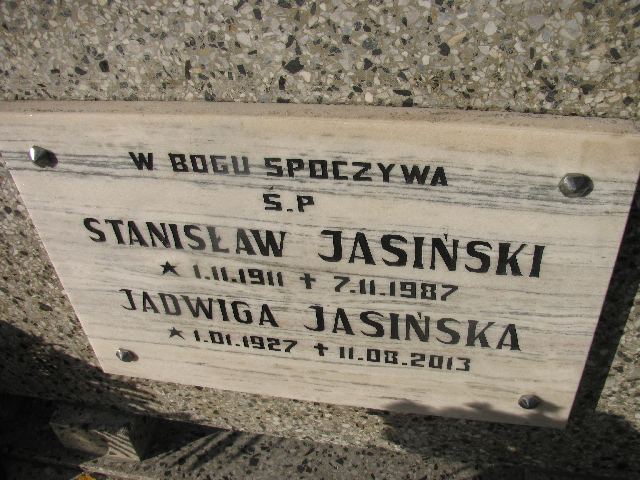 W BOGU SPOCZYWA
Ś.P
STANISŁAW JASIŃSKI
★ 1.11.1911 ✝ 7.11.1987
JADWIGA JASIŃSKA
★ 1.01.1927 ✝ 11.08.2013